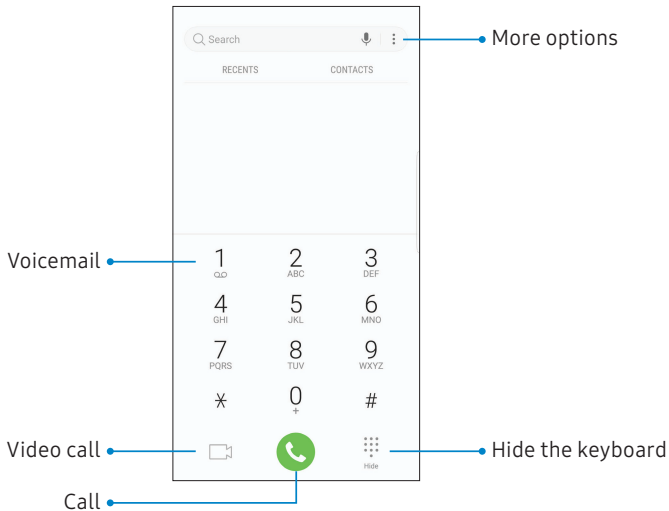 Search
More options
RECENTS CONTACTS
Voicemail
1 2 3
ABC DEF
4 5 6
GHI JKL MNO
7 8 9
PQRS TUV WXYZ
* 0 #
+
Video call
Hide the keyboard
Hide
Call